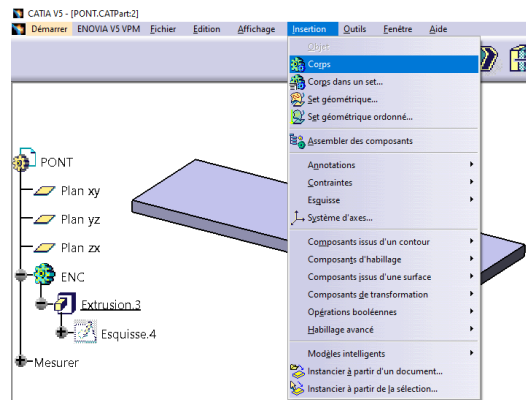 CATIA V5 - [PONT.CATPart:2]
Démarrer ENOVIA V5 VPM Fichier Edition Affichage Insertion Outils Fenêtre Aide
Objet
Corps
Corps dans un set...
Set géométrique...
Set géométrique ordonné...
Assembler des composants
Annotations
Contraintes
Esquisse
Système d'axes...
Composants issus d'un contour
Composants d'habillage
Composants issus d'une surface
Composants de transformation
Opérations booléennes
Habillage avancé
Modèles intelligents
Instancier à partir d'un document...
Instancier à partir de la sélection...
PONT
Plan xy
Plan yz
Plan zx
ENC
Extrusion.3
Esquisse.4
Mesurer